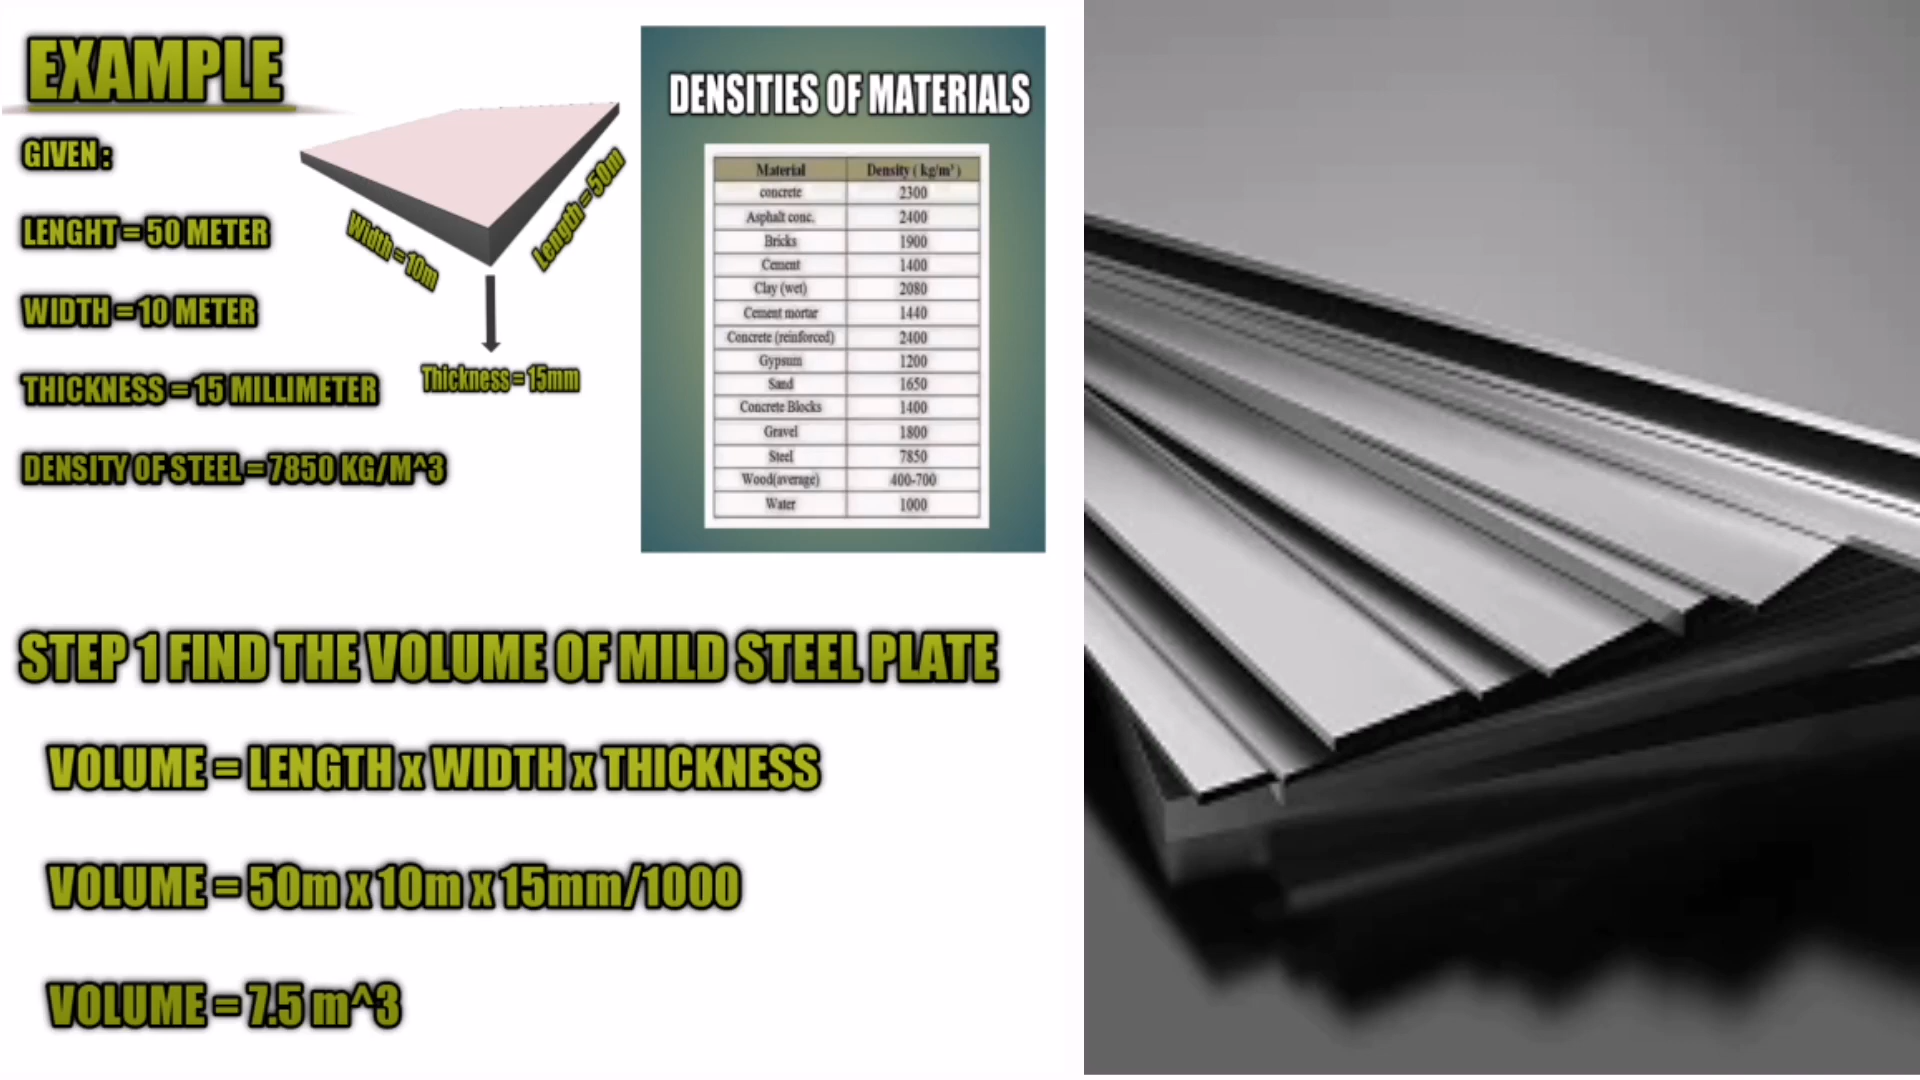 EXAMPLE
GIVEN :
LENGHT = 50 METER
WIDTH = 10 METER
THICKNESS = 15 MILLIMETER
DENSITY OF STEEL = 7850 KG/M^3
Width = 10m
Length = 50m
Thickness = 15mm
DENSITIES OF MATERIALS
Material Density ( kg/m³ )
concrete 2300
Asphalt conc. 2400
Bricks 1900
Cement 1400
Clay (wet) 2080
Cement mortar 1440
Concrete (reinforced) 2400
Gypsum 1200
Sand 1650
Concrete Blocks 1400
Gravel 1800
Steel 7850
Wood(average) 400-700
Water 1000
STEP 1 FIND THE VOLUME OF MILD STEEL PLATE
VOLUME = LENGTH x WIDTH x THICKNESS
VOLUME = 50m x 10m x 15mm/1000
VOLUME = 7.5 m^3